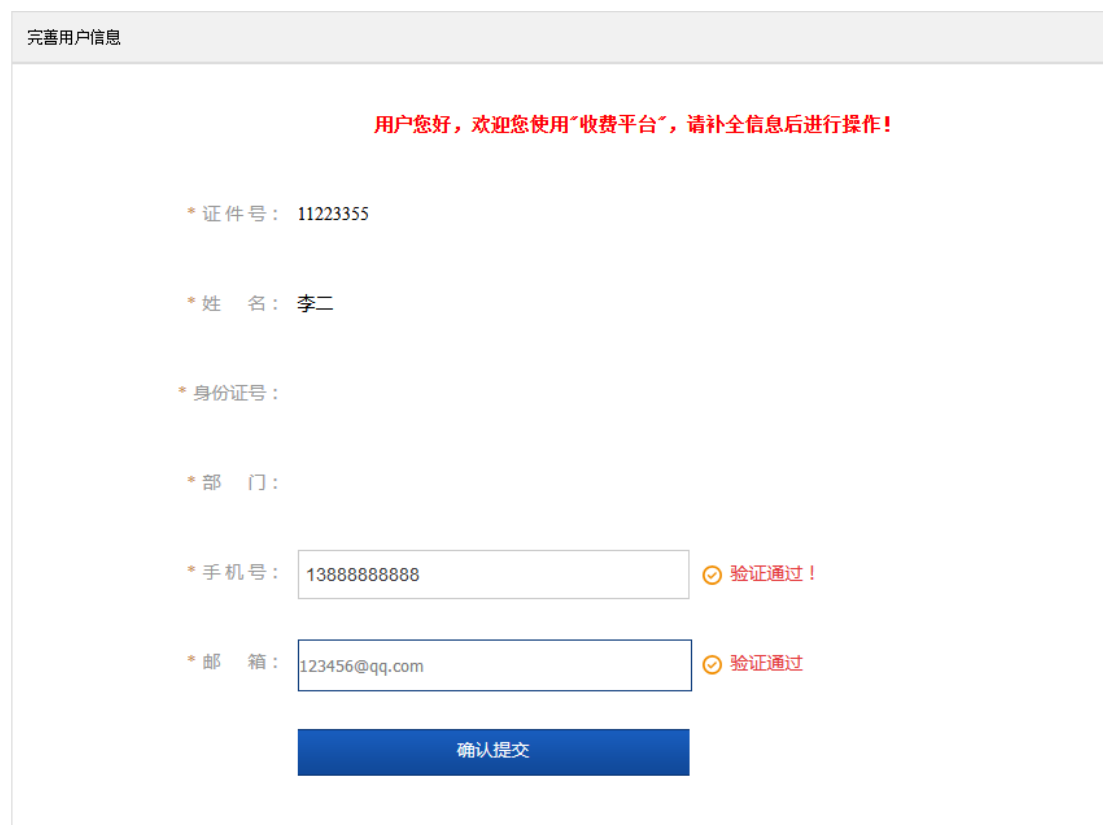 完善用户信息
用户您好，欢迎您使用"收费平台"，请补全信息后进行操作！
* 证 件 号： 11223355
* 姓 名： 李二
* 身份证号：
* 部 门：
* 手 机 号： 13888888888 验证通过！
* 邮 箱： 123456@qq.com 验证通过
确认提交